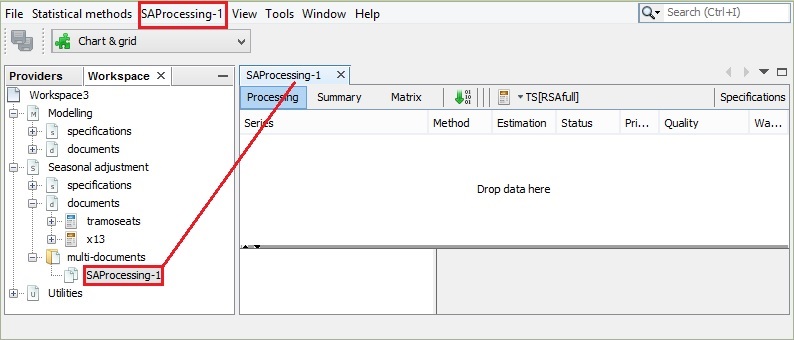 File Statistical methods SAProcessing-1 View Tools Window Help Search (Ctrl+I)
Chart & grid
Providers Workspace
Workspace3
Modelling
specifications
documents
Seasonal adjustment
specifications
documents
tramoseats
x13
multi-documents
SAProcessing-1
Utilities
SAProcessing-1
Processing Summary Matrix TS[RSAfull] Specifications
Series Method Estimation Status Pri... Quality Wa...
Drop data here